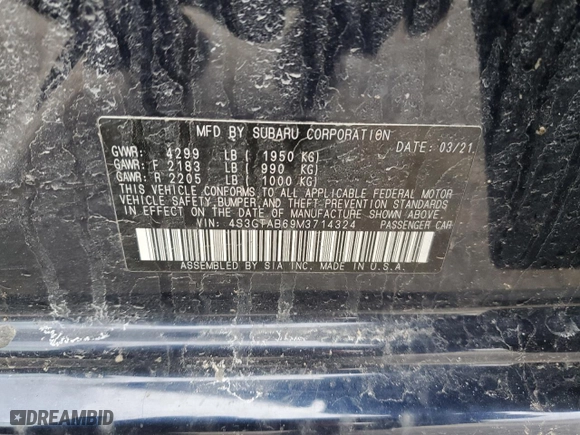 MFD BY SUBARU CORPORATION
GVWR: 4299 LB ( 1950 KG) DATE: 03/21
GAWR: F 2183 LB ( 990 KG)
GAWR: R 2205 LB ( 1000 KG)
THIS VEHICLE CONFORMS TO ALL APPLICABLE FEDERAL MOTOR
VEHICLE SAFETY, BUMPER AND THEFT PREVENTION STANDARDS
IN EFFECT ON THE DATE OF MANUFACTURE SHOWN ABOVE.
VIN: 4S3GTAB69M3714324 PASSENGER CAR
ASSEMBLED BY SIA INC. MADE IN U.S.A.
DREAMBID